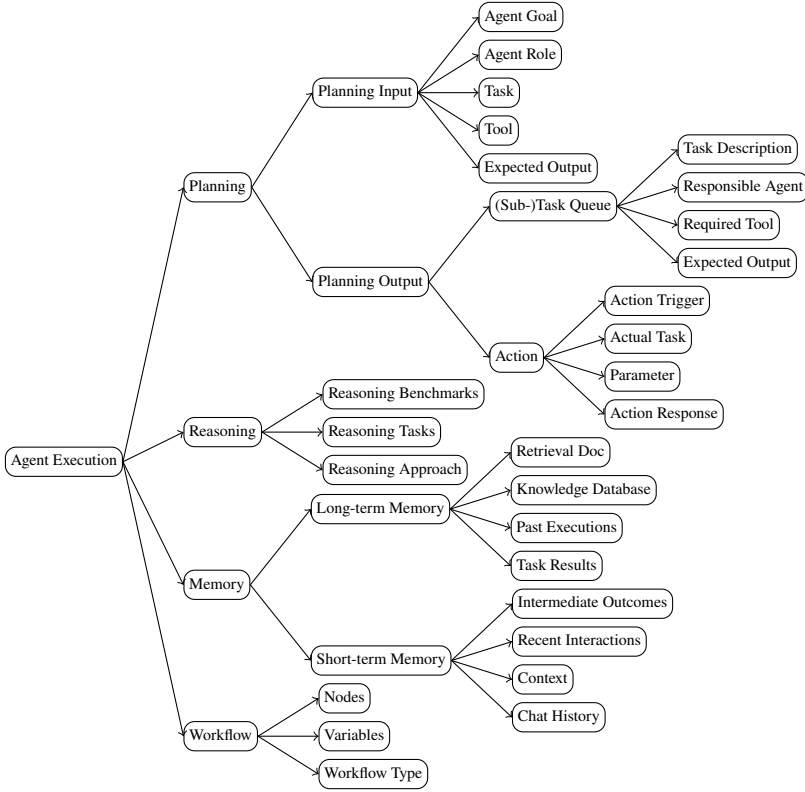 Agent Execution
Planning
Planning Input
Agent Goal
Agent Role
Task
Tool
Expected Output
Planning Output
(Sub-)Task Queue
Task Description
Responsible Agent
Required Tool
Expected Output
Action
Action Trigger
Actual Task
Parameter
Action Response
Reasoning
Reasoning Benchmarks
Reasoning Tasks
Reasoning Approach
Memory
Long-term Memory
Retrieval Doc
Knowledge Database
Past Executions
Task Results
Short-term Memory
Intermediate Outcomes
Recent Interactions
Context
Chat History
Workflow
Nodes
Variables
Workflow Type